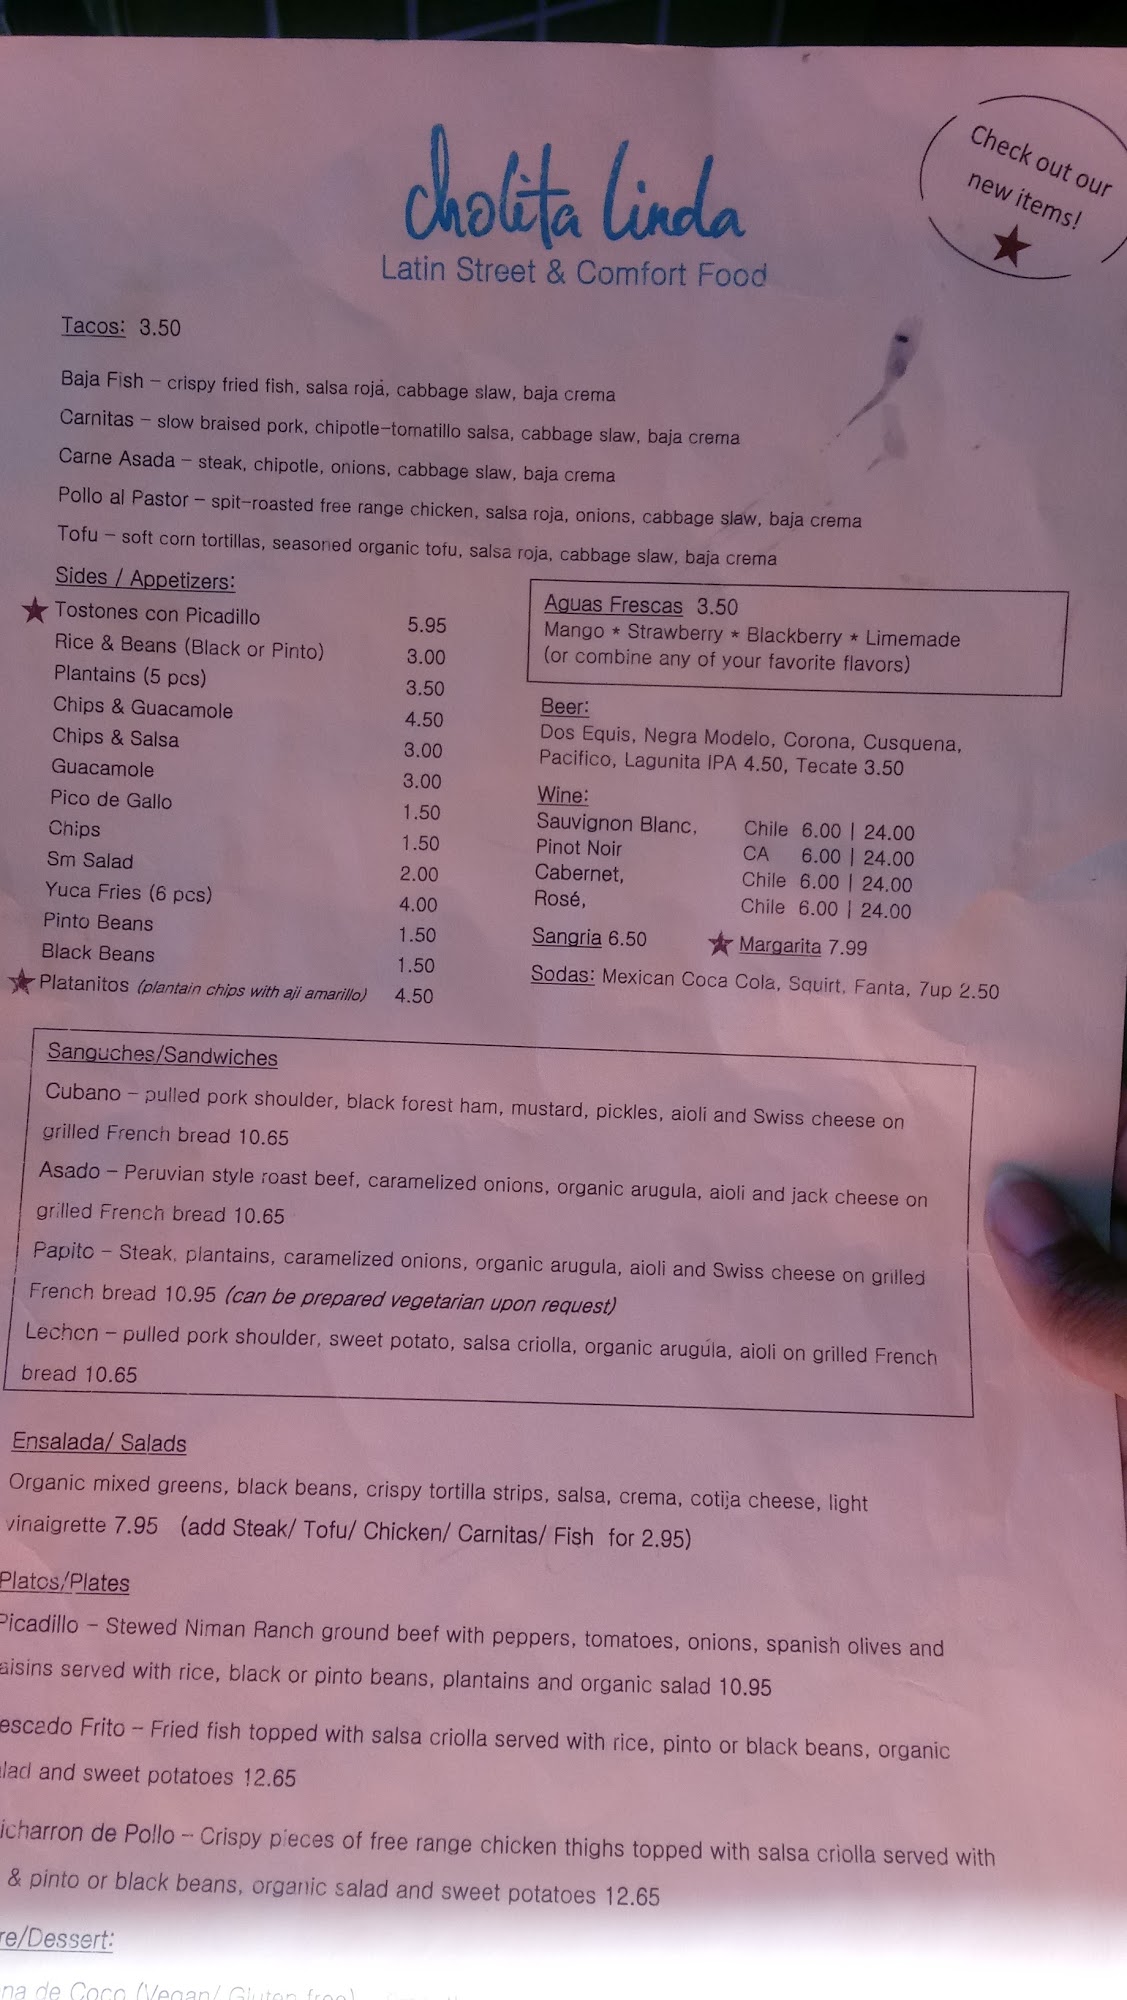 Check out our
new items!
cholita linda
Latin Street & Comfort Food
Tacos: 3.50
Baja Fish – crispy fried fish, salsa roja, cabbage slaw, baja crema
Carnitas – slow braised pork, chipotle-tomatillo salsa, cabbage slaw, baja crema
Carne Asada – steak, chipotle, onions, cabbage slaw, baja crema
Pollo al Pastor – spit-roasted free range chicken, salsa roja, onions, cabbage slaw, baja crema
Tofu – soft corn tortillas, seasoned organic tofu, salsa roja, cabbage slaw, baja crema
Sides / Appetizers:
Tostones con Picadillo 5.95
Rice & Beans (Black or Pinto) 3.00
Plantains (5 pcs) 3.50
Chips & Guacamole 4.50
Chips & Salsa 3.00
Guacamole 3.00
Pico de Gallo 1.50
Chips 1.50
Sm Salad 2.00
Yuca Fries (6 pcs) 4.00
Pinto Beans 1.50
Black Beans 1.50
Platanitos (plantain chips with aji amarillo) 4.50
Aguas Frescas 3.50
Mango * Strawberry * Blackberry * Limemade
(or combine any of your favorite flavors)
Beer:
Dos Equis, Negra Modelo, Corona, Cusquena,
Pacifico, Lagunita IPA 4.50, Tecate 3.50
Wine:
Sauvignon Blanc, Chile 6.00 | 24.00
Pinot Noir CA 6.00 | 24.00
Cabernet, Chile 6.00 | 24.00
Rosé, Chile 6.00 | 24.00
Sangria 6.50 Margarita 7.99
Sodas: Mexican Coca Cola, Squirt, Fanta, 7up 2.50
Sanguches/Sandwiches
Cubano – pulled pork shoulder, black forest ham, mustard, pickles, aioli and Swiss cheese on
grilled French bread 10.65
Asado – Peruvian style roast beef, caramelized onions, organic arugula, aioli and jack cheese on
grilled French bread 10.65
Papito – Steak, plantains, caramelized onions, organic arugula, aioli and Swiss cheese on grilled
French bread 10.95 (can be prepared vegetarian upon request)
Lechon – pulled pork shoulder, sweet potato, salsa criolla, organic arugula, aioli on grilled French
bread 10.65
Ensalada/ Salads
Organic mixed greens, black beans, crispy tortilla strips, salsa, crema, cotija cheese, light
vinaigrette 7.95 (add Steak/ Tofu/ Chicken/ Carnitas/ Fish for 2.95)
Platos/Plates
Picadillo – Stewed Niman Ranch ground beef with peppers, tomatoes, onions, spanish olives and
aisins served with rice, black or pinto beans, plantains and organic salad 10.95
escado Frito – Fried fish topped with salsa criolla served with rice, pinto or black beans, organic
lad and sweet potatoes 12.65
icharron de Pollo – Crispy pieces of free range chicken thighs topped with salsa criolla served with
& pinto or black beans, organic salad and sweet potatoes 12.65
re/Dessert:
na de Coco (Vegan/ Gluten free)